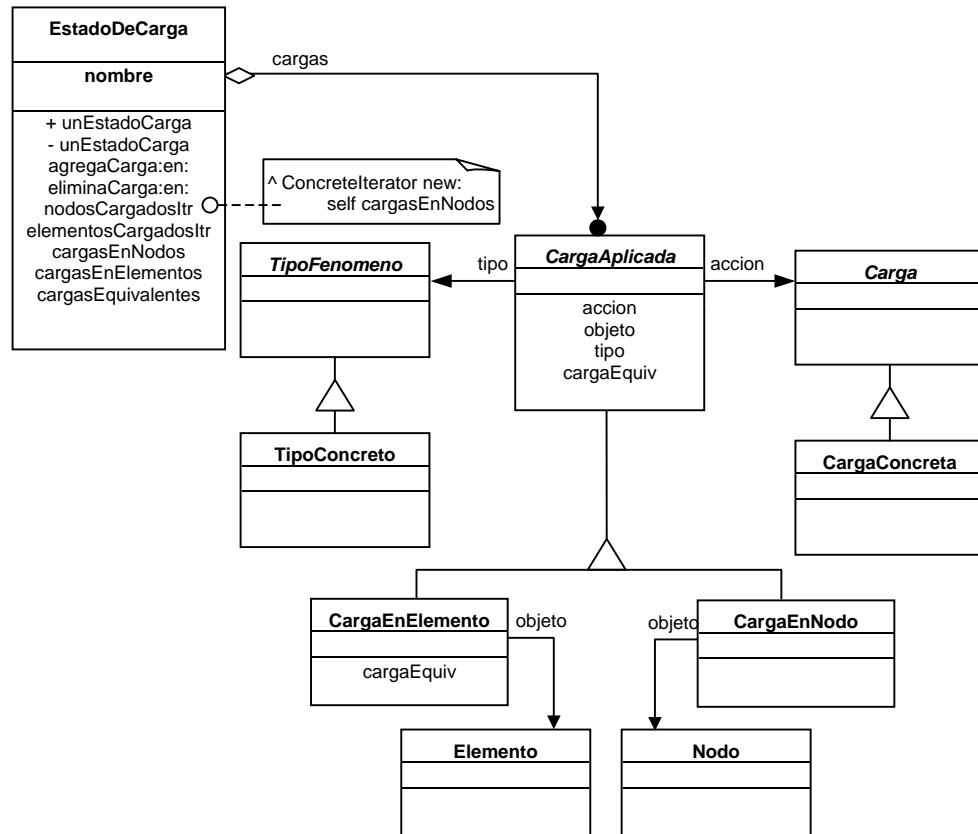 EstadoDeCarga
nombre
+ unEstadoCarga
- unEstadoCarga
agregaCarga:en:
eliminaCarga:en:
nodosCargadosItr
elementosCargadosItr
cargasEnNodos
cargasEnElementos
cargasEquivalentes
cargas
^ ConcreteIterator new:
self cargasEnNodos
TipoFenomeno
tipo
CargaAplicada
accion
objeto
tipo
cargaEquiv
accion
Carga
TipoConcreto
CargaConcreta
CargaEnElemento
cargaEquiv
objeto
objeto
CargaEnNodo
Elemento
Nodo